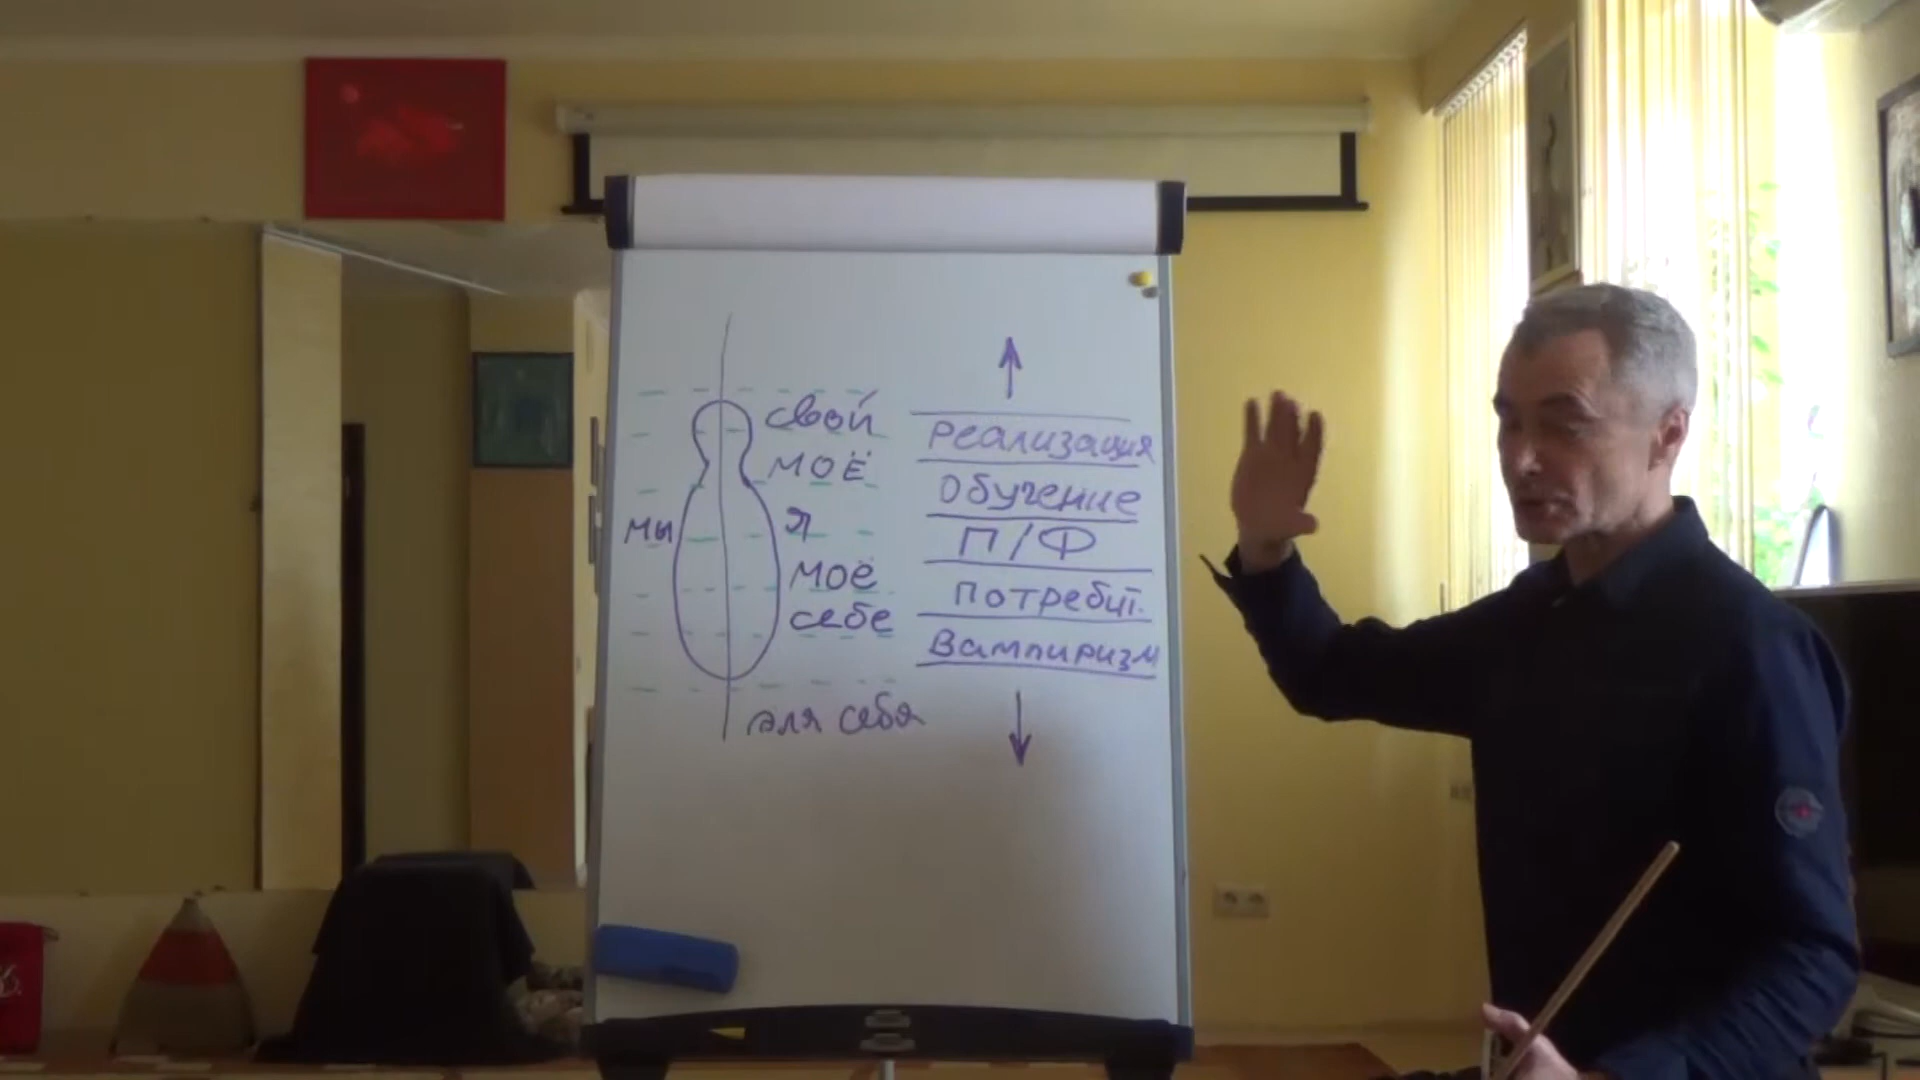 свой
моё
мы
я
моё
себе
для себя
Реализация
Обучение
П/Ф
Потребит.
Вампиризм